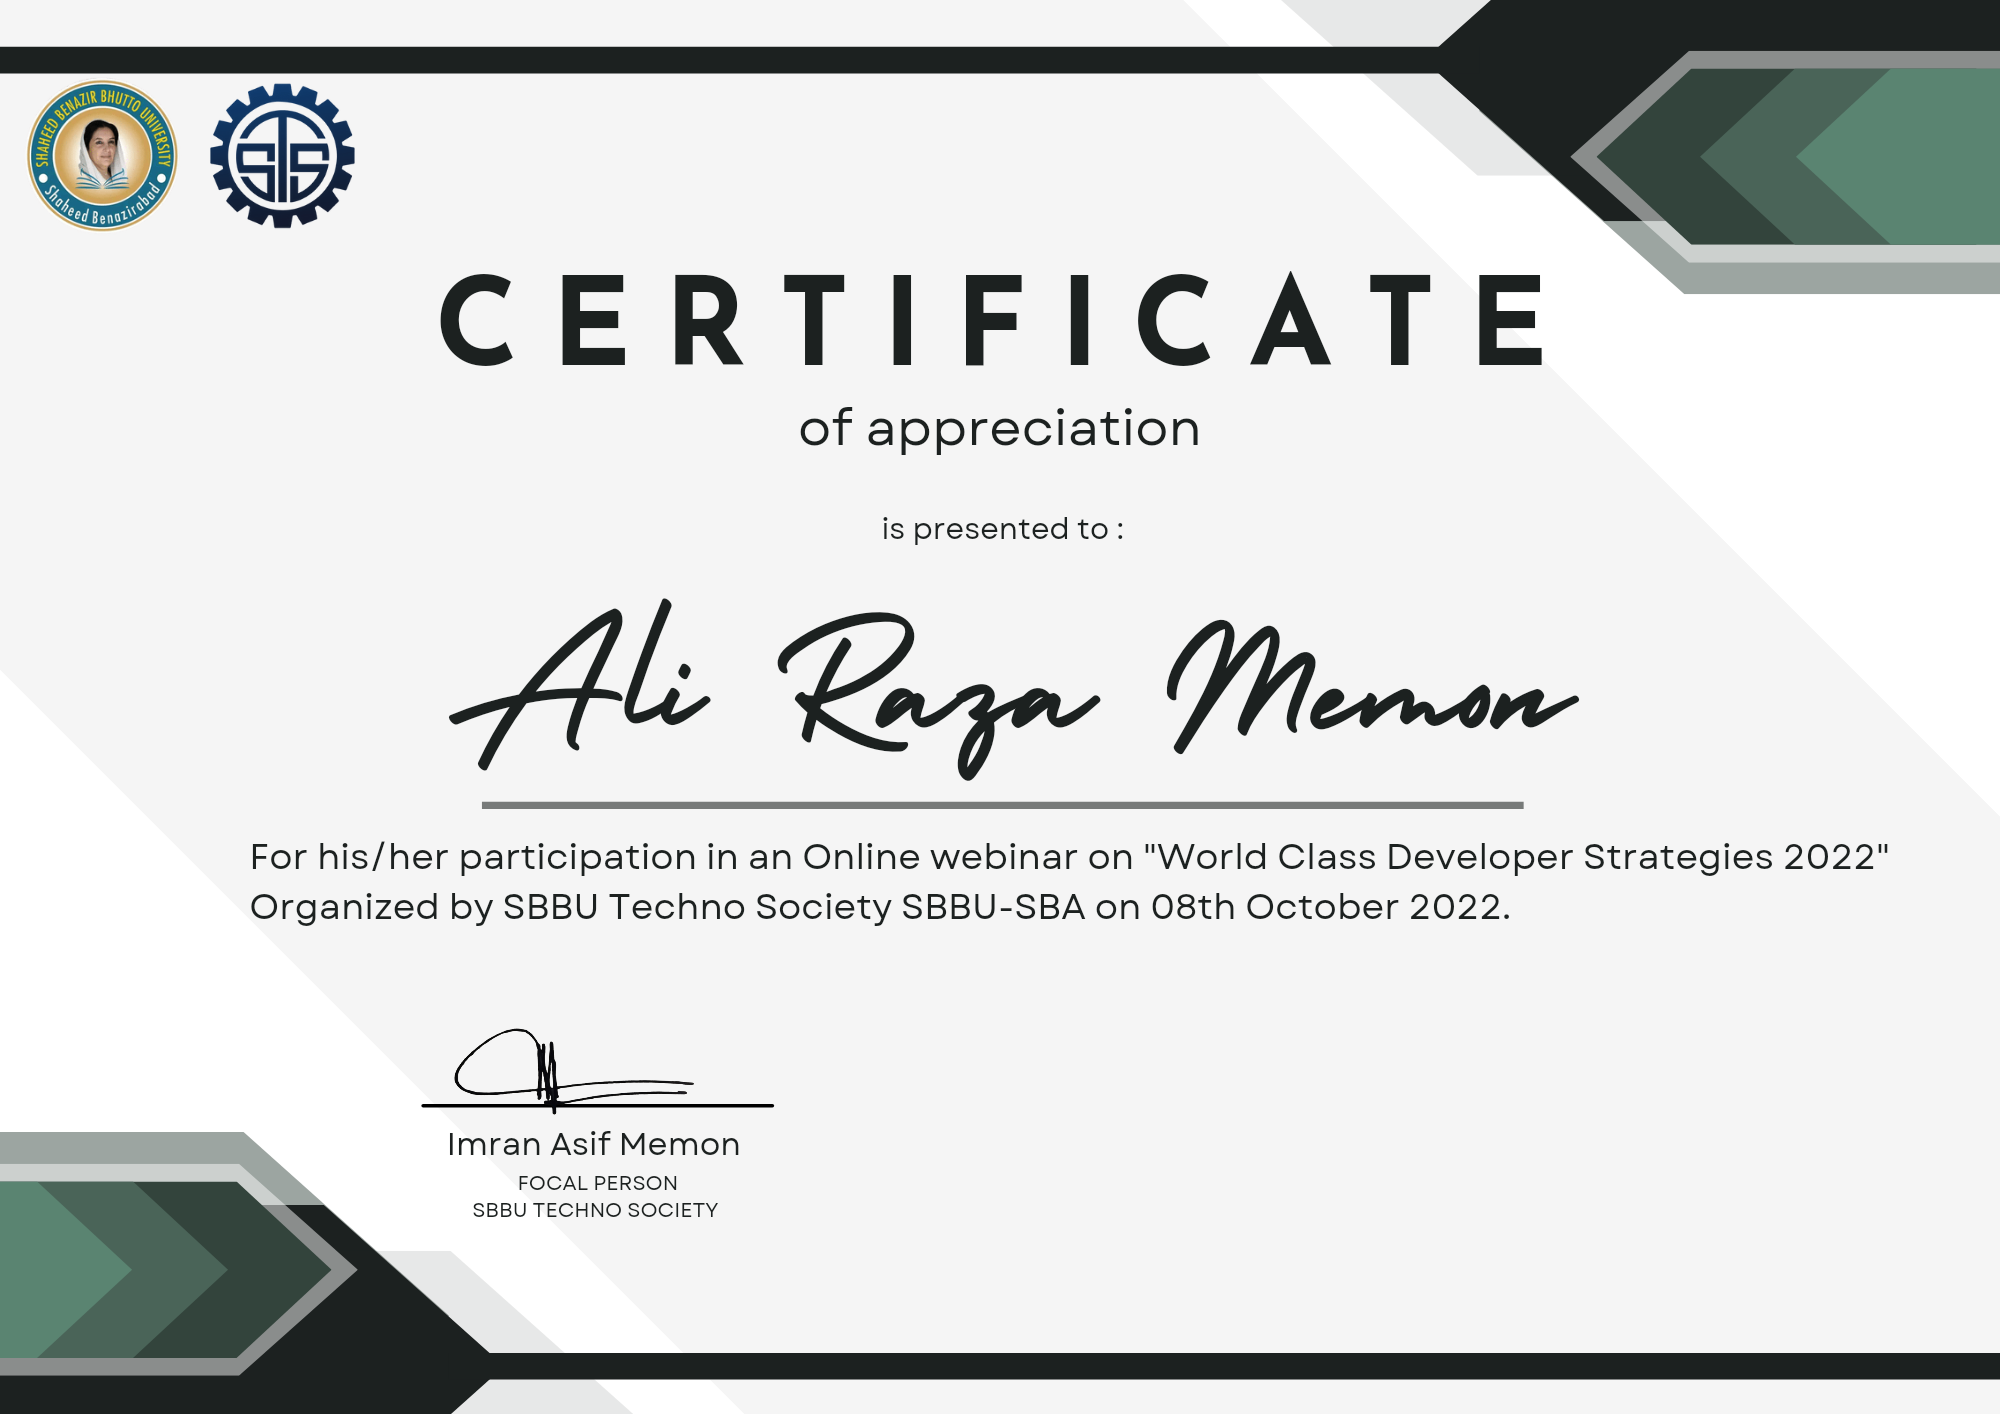 SHAHEED BENAZIR BHUTTO UNIVERSITY
Shaheed Benazirabad
STS
CERTIFICATE
of appreciation
is presented to :
Ali Raza Memon
For his/her participation in an Online webinar on "World Class Developer Strategies 2022"
Organized by SBBU Techno Society SBBU-SBA on 08th October 2022.
Imran Asif Memon
FOCAL PERSON
SBBU TECHNO SOCIETY